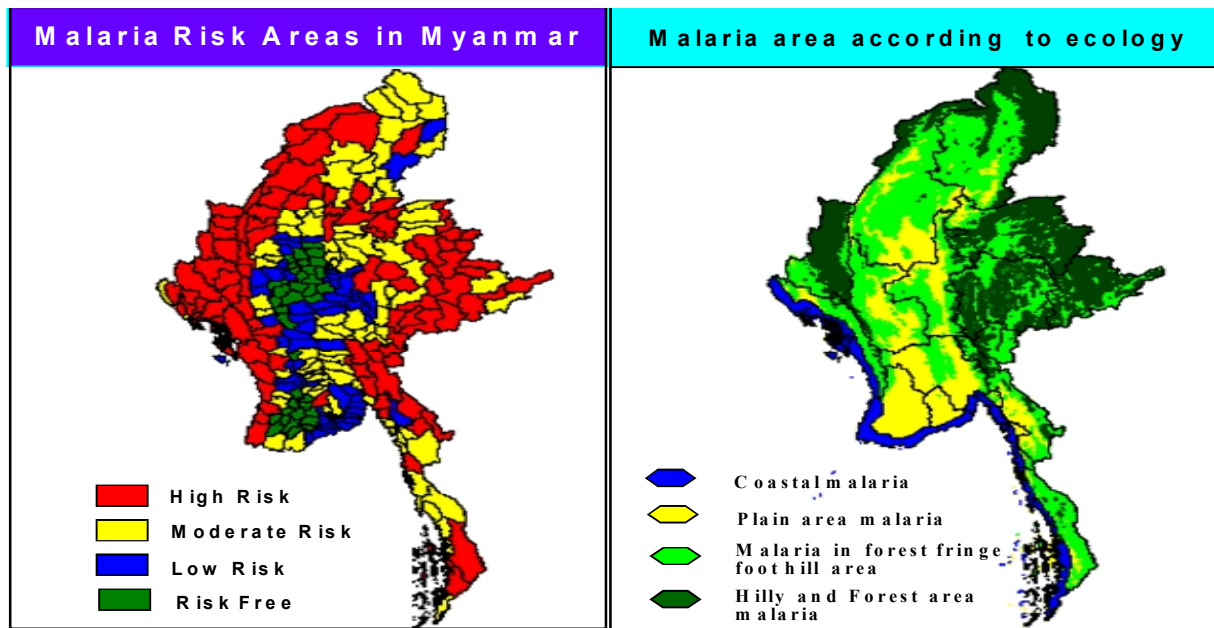 Malaria Risk Areas in Myanmar
High Risk
Moderate Risk
Low Risk
Risk Free
Malaria area according to ecology
Coastal malaria
Plain area malaria
Malaria in forest fringe
foothill area
Hilly and Forest area
malaria